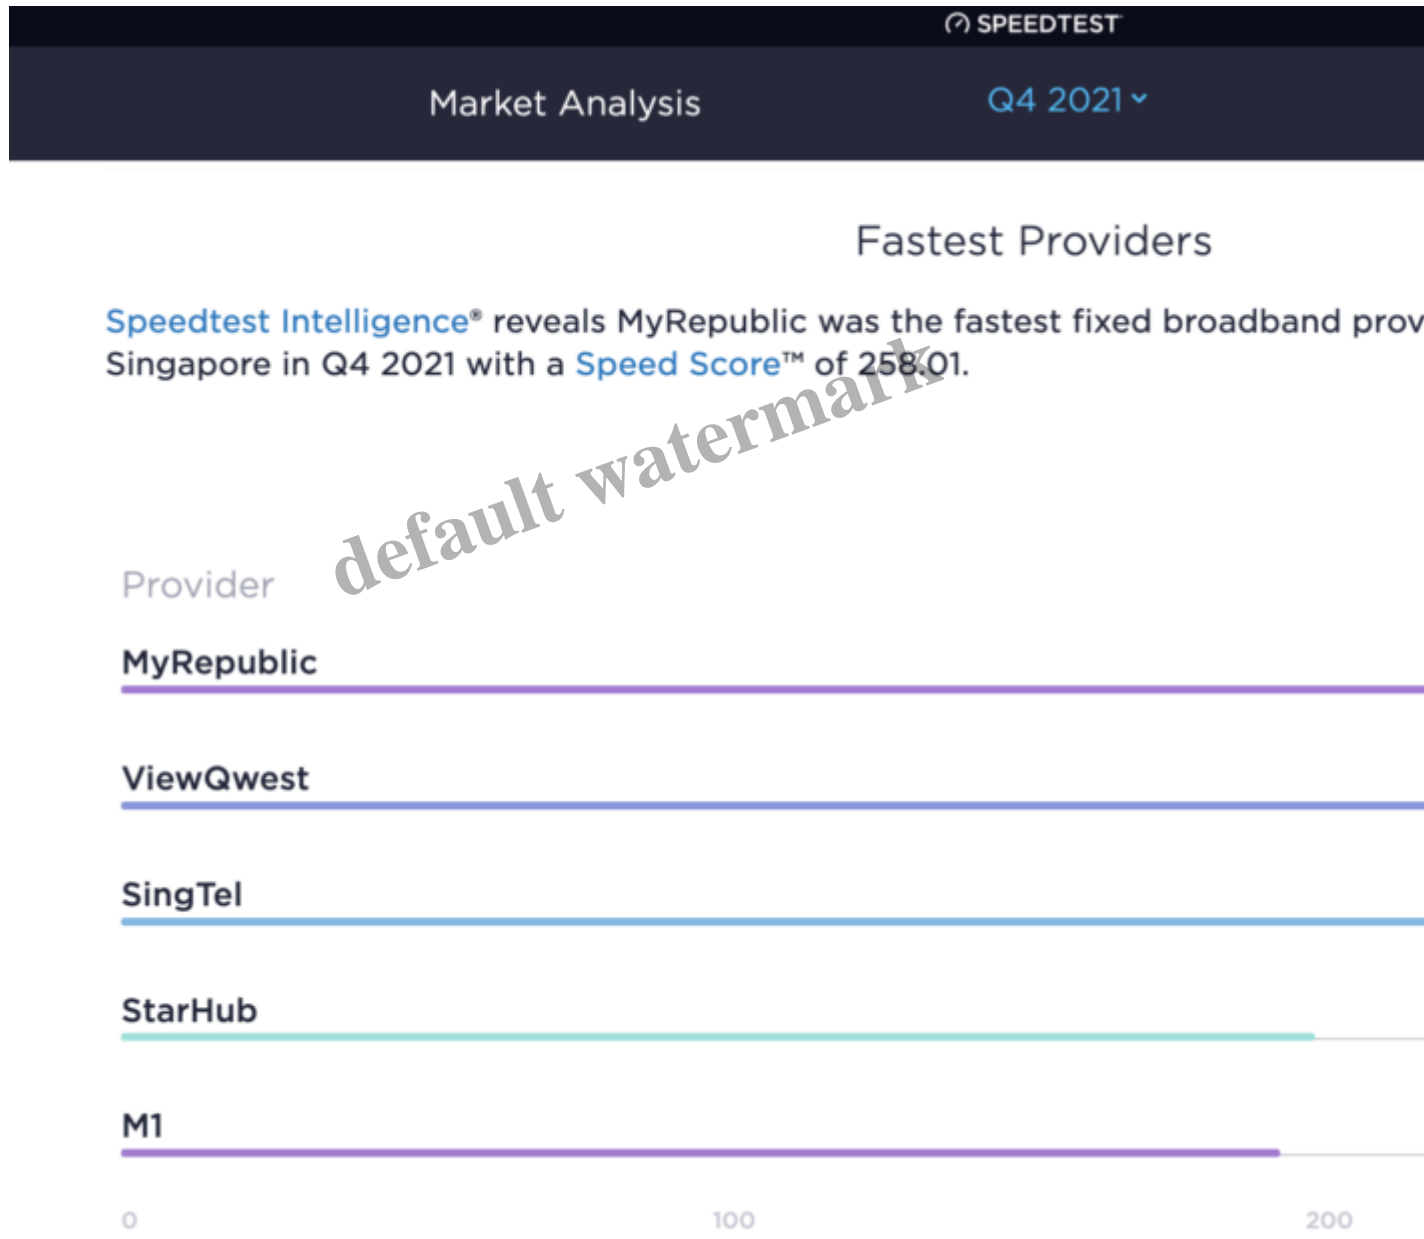 SPEEDTEST
Market Analysis
Q4 2021
Fastest Providers
Speedtest Intelligence® reveals MyRepublic was the fastest fixed broadband prov
Singapore in Q4 2021 with a Speed Score™ of 258.01.
default watermark
Provider
MyRepublic
ViewQwest
SingTel
StarHub
M1
0 100 200